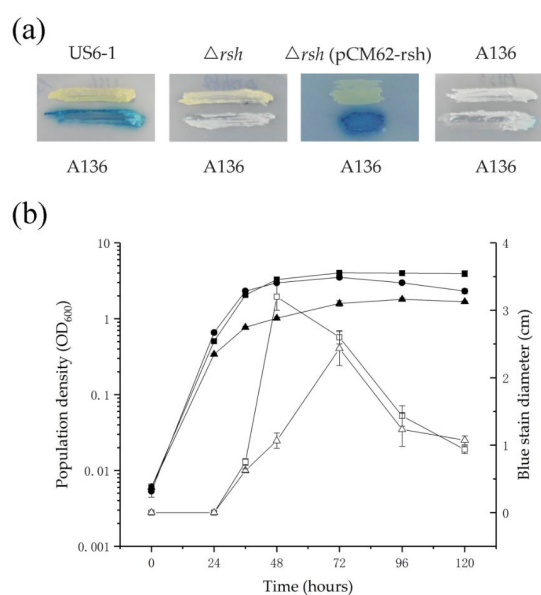 (a)
US6-1 △rsh △rsh (pCM62-rsh) A136
A136 A136 A136 A136
(b)
10 4
1 3
0.1 2
0.01 1
0.001 0
Population density (OD600)
Blue stain diameter (cm)
0 24 48 72 96 120
Time (hours)